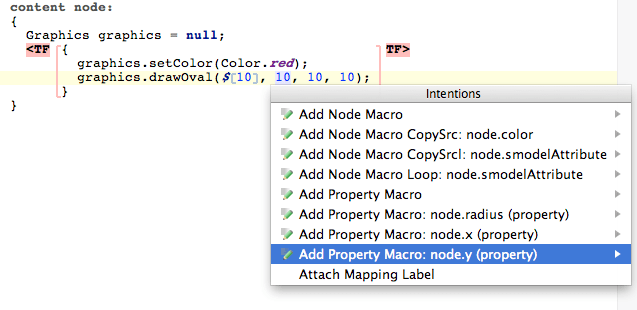 content node:
{
Graphics graphics = null;
<TF { TF>
graphics.setColor(Color.red);
graphics.drawOval($[10], 10, 10, 10);
}
}
Intentions
Add Node Macro
Add Node Macro CopySrc: node.color
Add Node Macro CopySrcl: node.smodelAttribute
Add Node Macro Loop: node.smodelAttribute
Add Property Macro
Add Property Macro: node.radius (property)
Add Property Macro: node.x (property)
Add Property Macro: node.y (property)
Attach Mapping Label